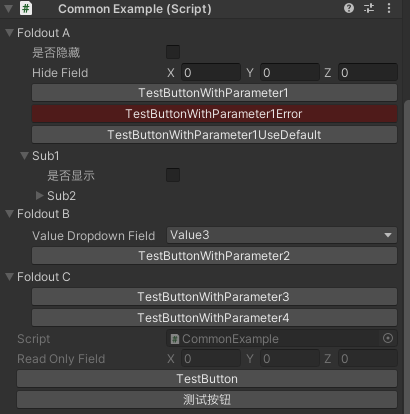 Common Example (Script)
Foldout A
是否隐藏
Hide Field X 0 Y 0 Z 0
TestButtonWithParameter1
TestButtonWithParameter1Error
TestButtonWithParameter1UseDefault
Sub1
是否显示
Sub2
Foldout B
Value Dropdown Field Value3
TestButtonWithParameter2
Foldout C
TestButtonWithParameter3
TestButtonWithParameter4
Script CommonExample
Read Only Field X 0 Y 0 Z 0
TestButton
测试按钮